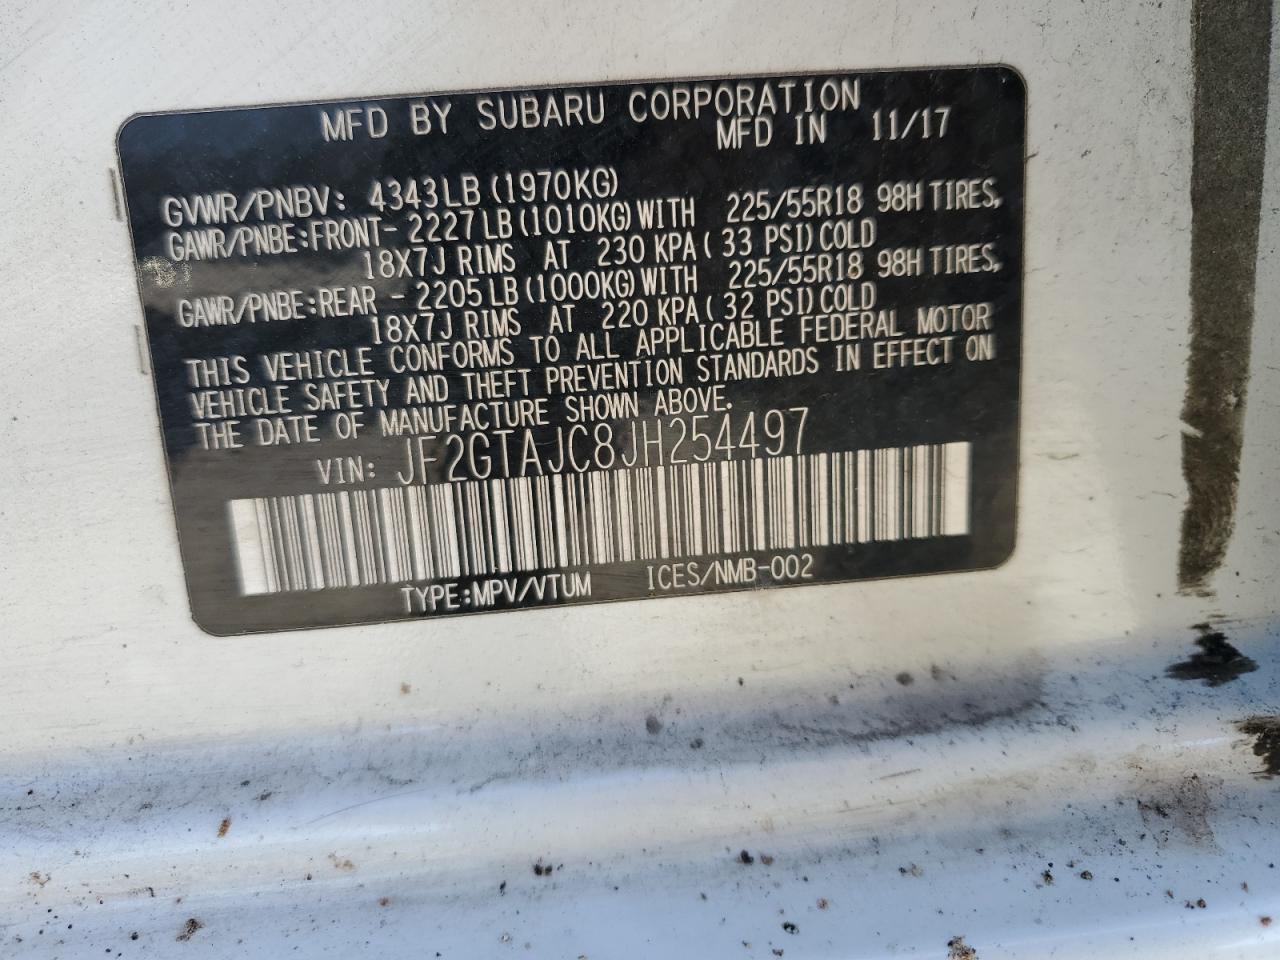 MFD BY SUBARU CORPORATION
MFD IN 11/17
GVWR/PNBV: 4343LB (1970KG)
GAWR/PNBE:FRONT- 2227LB(1010KG)WITH 225/55R18 98H TIRES,
18X7J RIMS AT 230 KPA( 33 PSI)COLD
GAWR/PNBE:REAR - 2205LB(1000KG)WITH 225/55R18 98H TIRES,
18X7J RIMS AT 220 KPA( 32 PSI)COLD
THIS VEHICLE CONFORMS TO ALL APPLICABLE FEDERAL MOTOR
VEHICLE SAFETY AND THEFT PREVENTION STANDARDS IN EFFECT ON
THE DATE OF MANUFACTURE SHOWN ABOVE.
VIN: JF2GTAJC8JH254497
TYPE:MPV/VTUM ICES/NMB-002